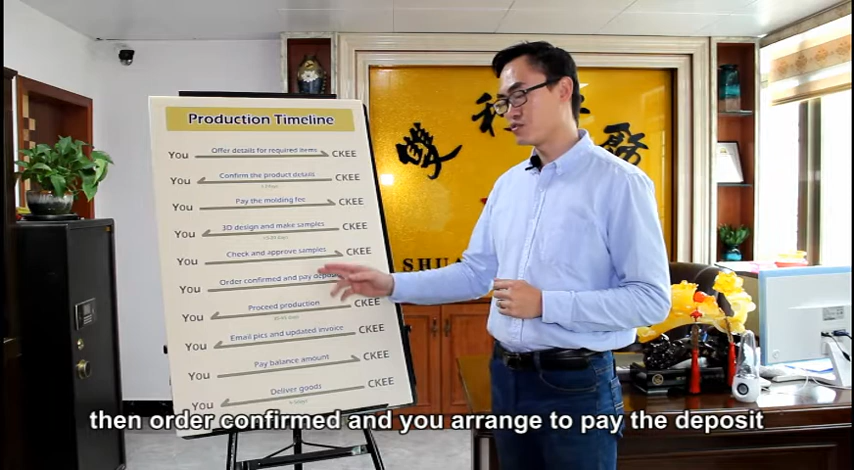 Production Timeline
You Offer details for required items CKEE
You Confirm the product details CKEE
You Pay the molding fee CKEE
You 3D design and make samples CKEE
You Check and approve samples CKEE
You Order confirmed and pay
You Proceed production CKEE
You Email pics and updated invoice CKEE
You Pay balance amount CKEE
You Deliver goods CKEE
和
SHUA
then order confirmed and you arrange to pay the deposit